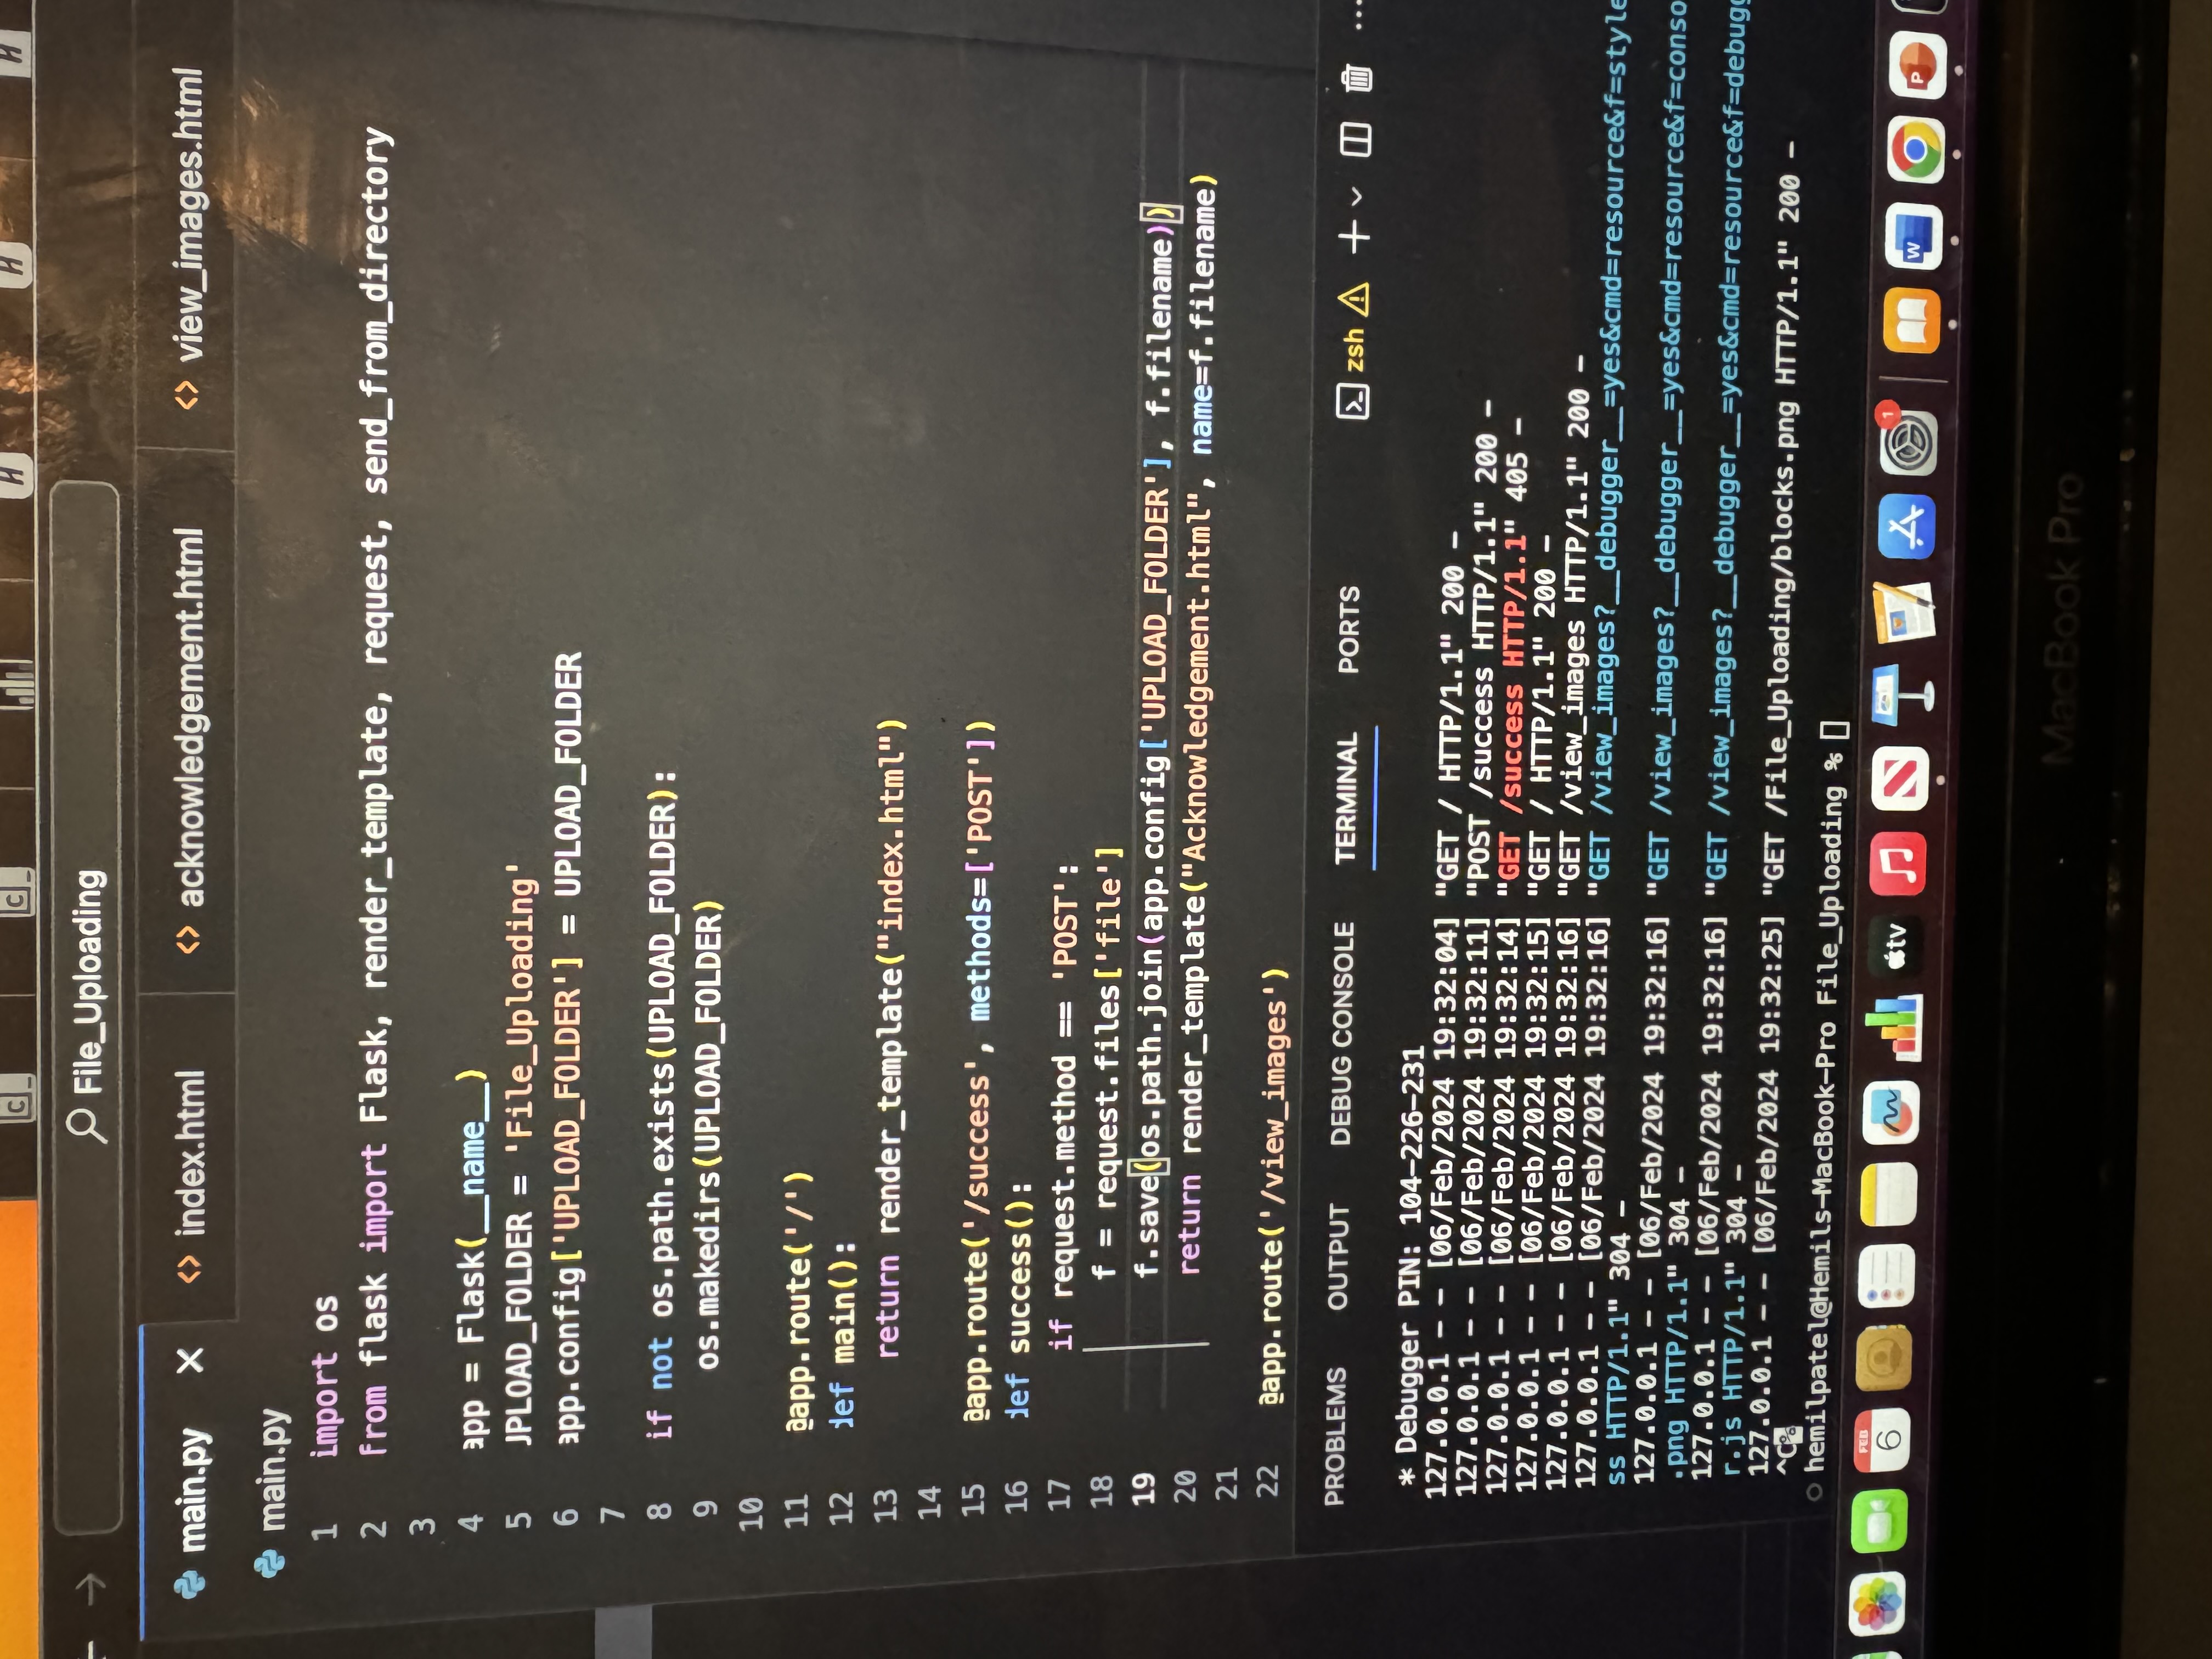 File_Uploading
main.py
index.html
acknowledgement.html
view_images.html
main.py
1 import os
2 from flask import Flask, render_template, request, send_from_directory
3
4 app = Flask(__name__)
5 UPLOAD_FOLDER = 'File_Uploading'
6 app.config['UPLOAD_FOLDER'] = UPLOAD_FOLDER
7
8 if not os.path.exists(UPLOAD_FOLDER):
9 os.makedirs(UPLOAD_FOLDER)
10
11 @app.route('/')
12 def main():
13 return render_template("index.html")
14
15 @app.route('/success', methods=['POST'])
16 def success():
17 if request.method == 'POST':
18 f = request.files['file']
19 f.save(os.path.join(app.config['UPLOAD_FOLDER'], f.filename))
20 return render_template("Acknowledgement.html", name=f.filename)
21
22 @app.route('/view_images')
PROBLEMS OUTPUT DEBUG CONSOLE TERMINAL PORTS zsh
* Debugger PIN: 104-226-231
127.0.0.1 - - [06/Feb/2024 19:32:04] "GET / HTTP/1.1" 200 -
127.0.0.1 - - [06/Feb/2024 19:32:11] "POST /success HTTP/1.1" 200 -
127.0.0.1 - - [06/Feb/2024 19:32:14] "GET /success HTTP/1.1" 405 -
127.0.0.1 - - [06/Feb/2024 19:32:15] "GET / HTTP/1.1" 200 -
127.0.0.1 - - [06/Feb/2024 19:32:16] "GET /view_images HTTP/1.1" 200 -
127.0.0.1 - - [06/Feb/2024 19:32:16] "GET /view_images?__debugger__=yes&cmd=resource&f=style
ss HTTP/1.1" 304 -
127.0.0.1 - - [06/Feb/2024 19:32:16] "GET /view_images?__debugger__=yes&cmd=resource&f=conso
.png HTTP/1.1" 304 -
127.0.0.1 - - [06/Feb/2024 19:32:16] "GET /view_images?__debugger__=yes&cmd=resource&f=debugg
r.js HTTP/1.1" 304 -
127.0.0.1 - - [06/Feb/2024 19:32:25] "GET /File_Uploading/blocks.png HTTP/1.1" 200 -
^C%
hemilpatel@Hemils-MacBook-Pro File_Uploading %
FEB
6
tv
1
W
P
MacBook Pro